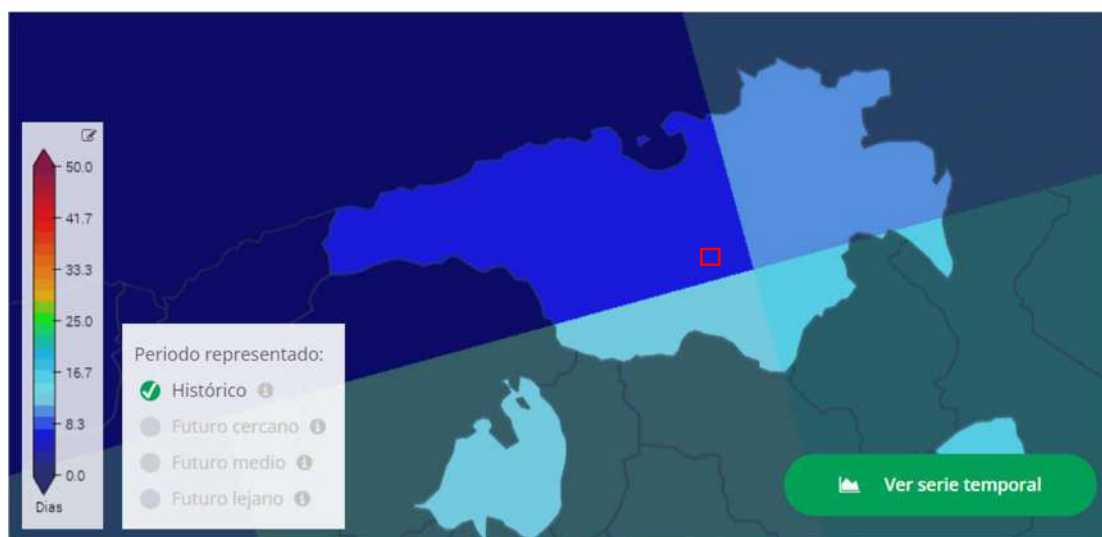 50.0
41.7
33.3
25.0
16.7
8.3
0.0
Dias
Periodo representado:
Histórico
Futuro cercano
Futuro medio
Futuro lejano
Ver serie temporal